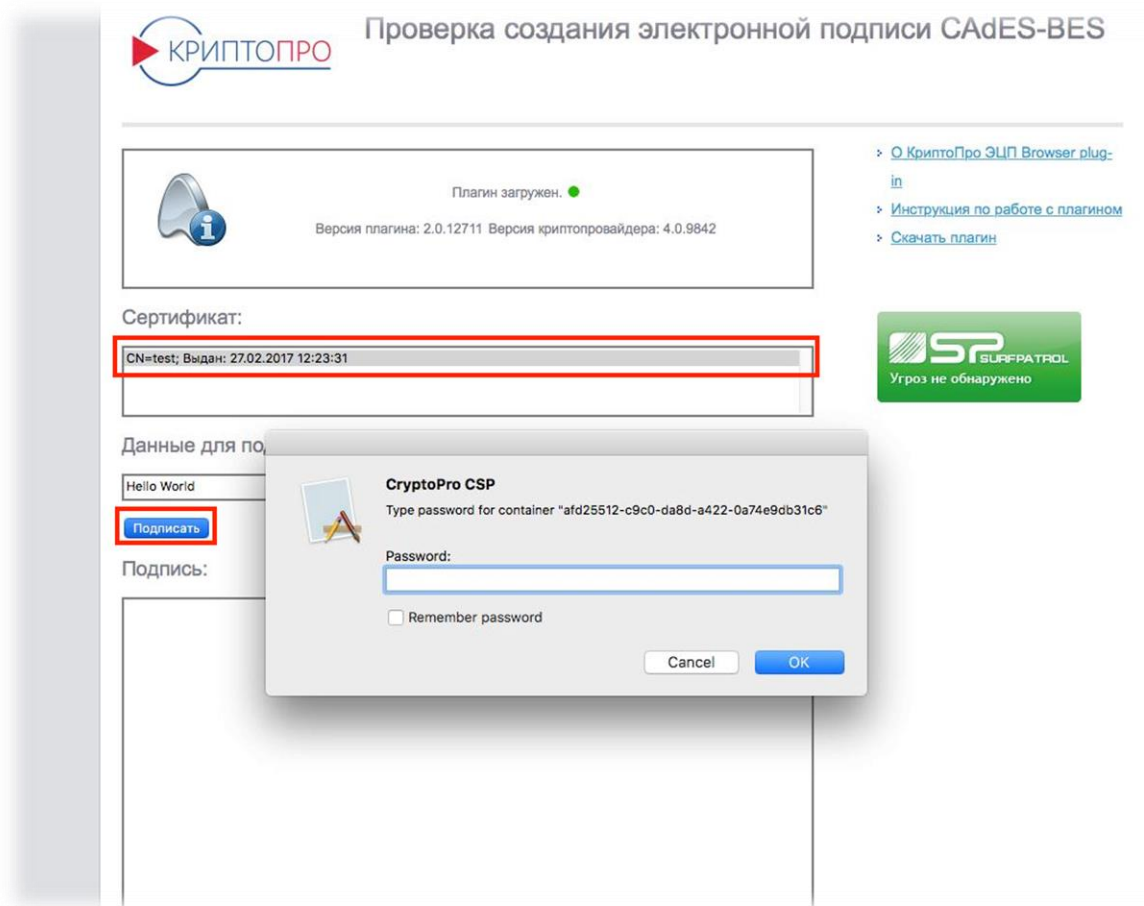 КРИПТОПРО
Проверка создания электронной подписи CAdES-BES
Плагин загружен.
Версия плагина: 2.0.12711 Версия криптопровайдера: 4.0.9842
О КриптоПро ЭЦП Browser plug-
in
Инструкция по работе с плагином
Скачать плагин
Сертификат:
CN=test; Выдан: 27.02.2017 12:23:31
SP SURFPATROL
Угроз не обнаружено
Данные для по
Hello World
Подписать
Подпись:
CryptoPro CSP
Type password for container "afd25512-c9c0-da8d-a422-0a74e9db31c6"
Password:
Remember password
Cancel
OK